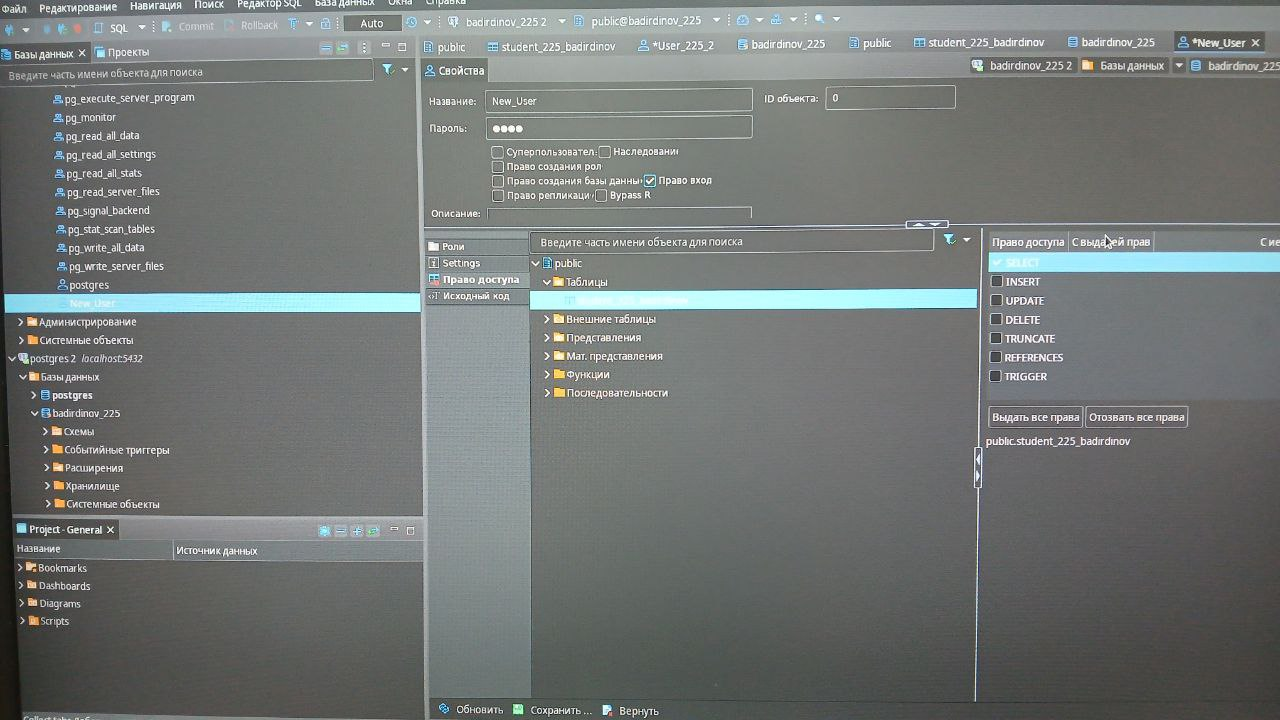 Файл Редактирование Навигация Поиск Редактор SQL База данных Окна Справка
SQL Commit Rollback Auto badirdinov_225 2 public@badirdinov_225
Базы данных Проекты
public student_225_badirdinov *User_225_2 badirdinov_225 public student_225_badirdinov badirdinov_225 *New_User
Введите часть имени объекта для поиска
Свойства
badirdinov_225 2 Базы данных badirdinov_225
pg_execute_server_program
pg_monitor
pg_read_all_data
pg_read_all_settings
pg_read_all_stats
pg_read_server_files
pg_signal_backend
pg_stat_scan_tables
pg_write_all_data
pg_write_server_files
postgres
New_User
Администрирование
Системные объекты
postgres 2 localhost:5432
Базы данных
postgres
badirdinov_225
Схемы
Событийные триггеры
Расширения
Хранилище
Системные объекты
Project - General
Название Источник данных
Bookmarks
Dashboards
Diagrams
Scripts
Название: New_User ID объекта: 0
Пароль: ●●●●
Суперпользовател Наследовани
Право создания рол
Право создания базы данны Право вход
Право репликаци Bypass R
Описание:
Роли
Settings
Право доступа
Исходный код
Введите часть имени объекта для поиска
public
Таблицы
Внешние таблицы
Представления
Мат. представления
Функции
Последовательности
Право доступа С выдачей прав С ие
SELECT
INSERT
UPDATE
DELETE
TRUNCATE
REFERENCES
TRIGGER
Выдать все права Отозвать все права
public.student_225_badirdinov
Обновить Сохранить ... Вернуть